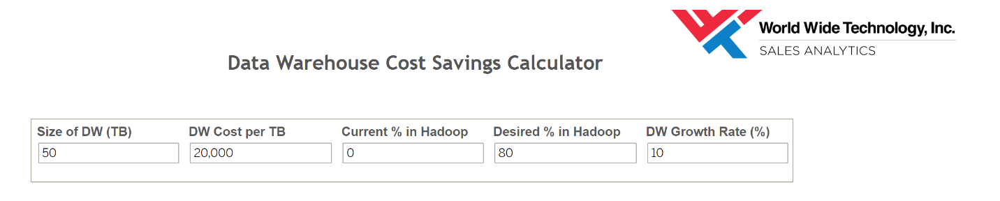 World Wide Technology, Inc.
SALES ANALYTICS
Data Warehouse Cost Savings Calculator
Size of DW (TB) DW Cost per TB Current % in Hadoop Desired % in Hadoop DW Growth Rate (%)
50 20,000 0 80 10